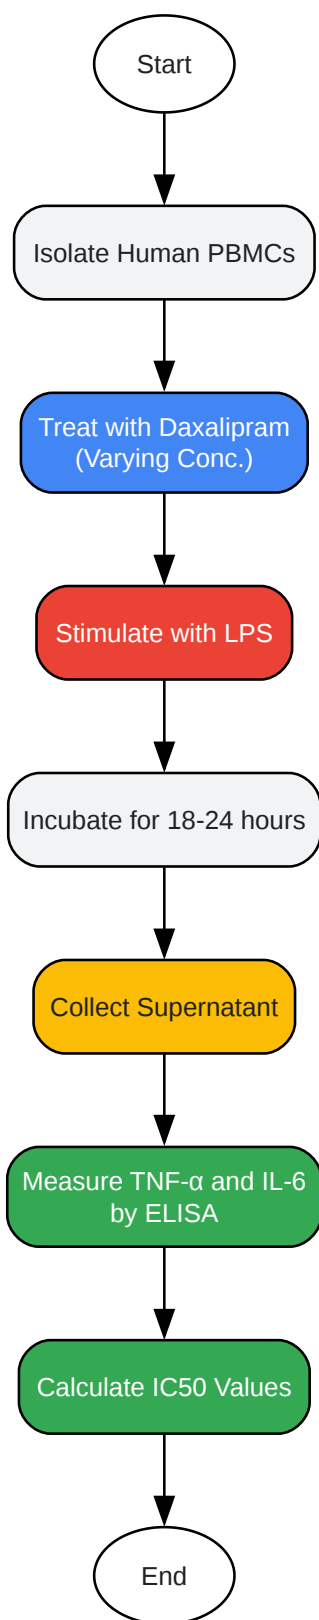 Start
Isolate Human PBMCs
Treat with Daxalipram
(Varying Conc.)
Stimulate with LPS
Incubate for 18-24 hours
Collect Supernatant
Measure TNF-α and IL-6
by ELISA
Calculate IC50 Values
End